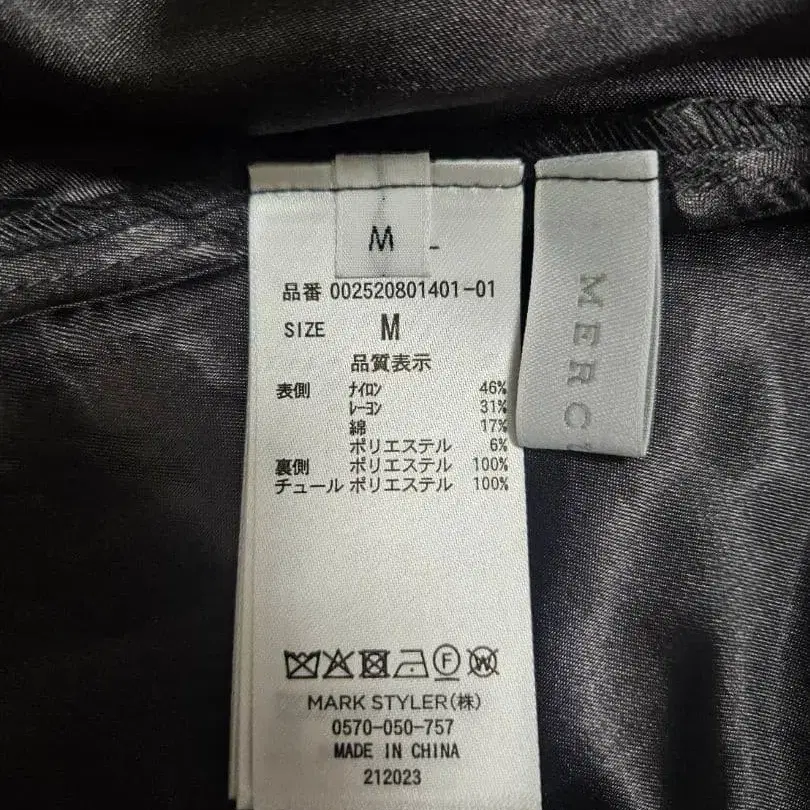 M
品番 002520801401-01
SIZE M
品質表示
表側 ナイロン 46%
レーヨン 31%
綿 17%
ポリエステル 6%
裏側 ポリエステル 100%
チュール ポリエステル 100%
F
W
MARK STYLER(株)
0570-050-757
MADE IN CHINA
212023
MERC